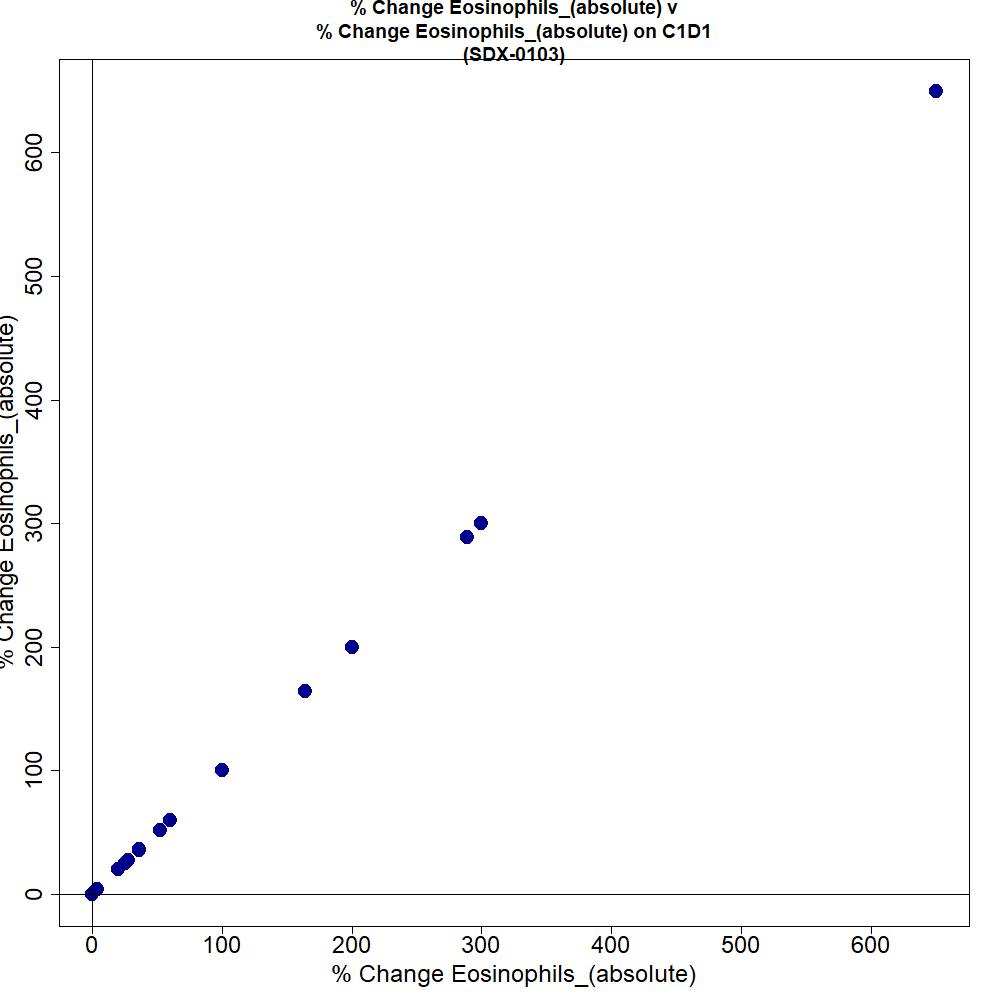 % Change Eosinophils_(absolute) v
% Change Eosinophils_(absolute) on C1D1
(SDX-0103)
% Change Eosinophils_(absolute)
600
500
400
300
200
100
0
0 100 200 300 400 500 600
% Change Eosinophils_(absolute)